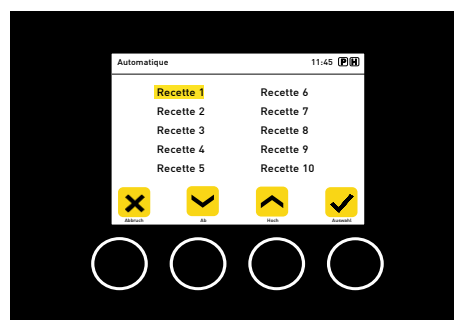 Automatique 11:45 P H
Recette 1 Recette 6
Recette 2 Recette 7
Recette 3 Recette 8
Recette 4 Recette 9
Recette 5 Recette 10
Abbruch Ab Hoch Auswahl